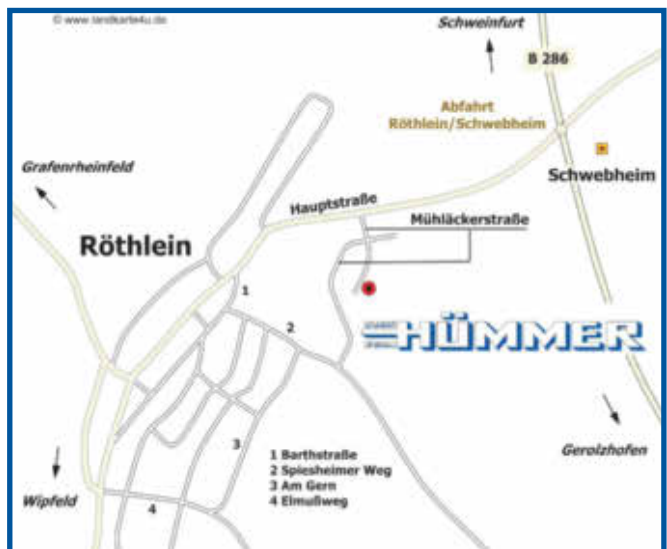 © www.landkarte4u.de
Schweinfurt
B 286
Abfahrt
Röthlein/Schwebheim
Grafenrheinfeld
Schwebheim
Hauptstraße
Mühläckerstraße
Röthlein
1
HÜMMER
2
3
Gerolzhofen
1 Barthstraße
2 Spiesheimer Weg
3 Am Gern
4 Elmußweg
Wipfeld
4